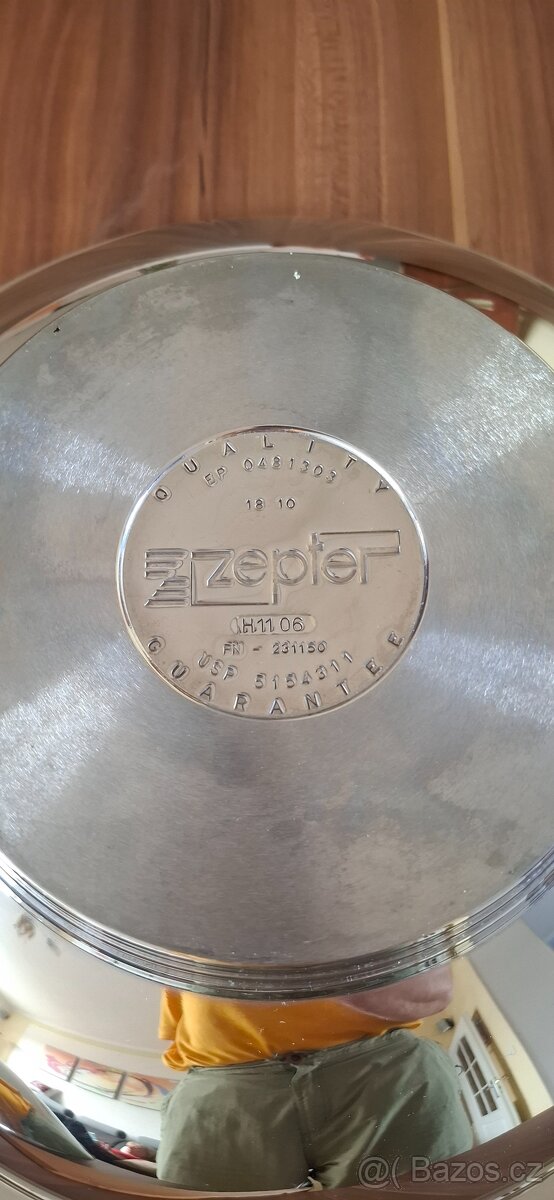 QUALITY
EP 0481303
18 10
zepter
H11 06
FN - 231150
USP 5154311
GUARANTEE
@( Bazos.cz